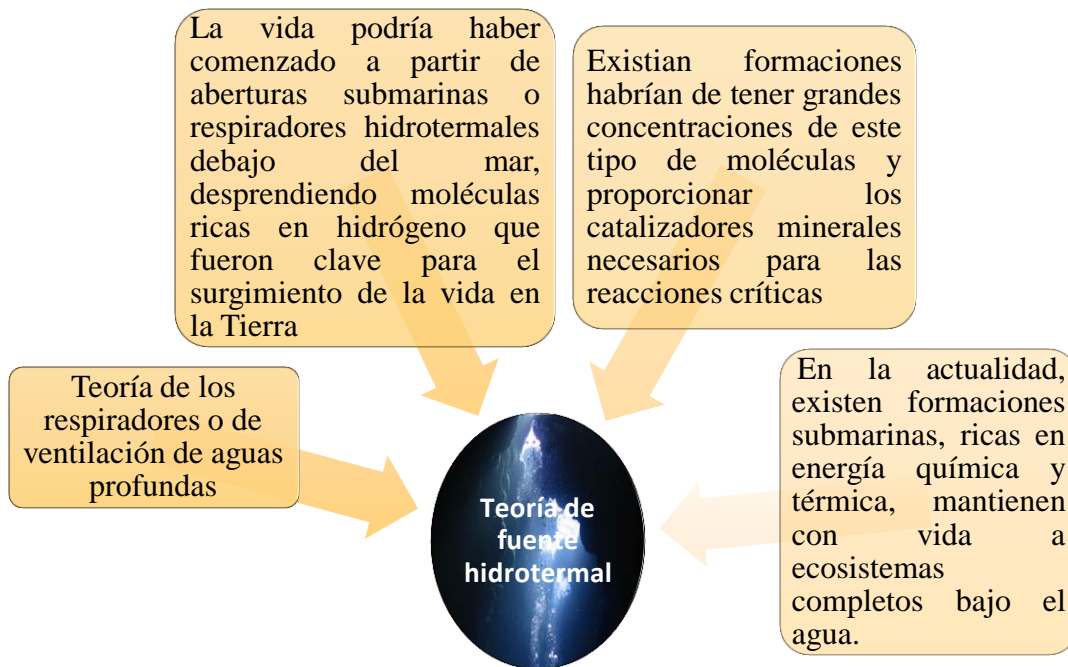 La vida podría haber
comenzado a partir de
aberturas submarinas o
respiradores hidrotermales
debajo del mar,
desprendiendo moléculas
ricas en hidrógeno que
fueron clave para el
surgimiento de la vida en
la Tierra
Existian formaciones
habrían de tener grandes
concentraciones de este
tipo de moléculas y
proporcionar los
catalizadores minerales
necesarios para las
reacciones críticas
Teoría de los
respiradores o de
ventilación de aguas
profundas
Teoría de
fuente
hidrotermal
En la actualidad,
existen formaciones
submarinas, ricas en
energía química y
térmica, mantienen
con vida a
ecosistemas
completos bajo el
agua.